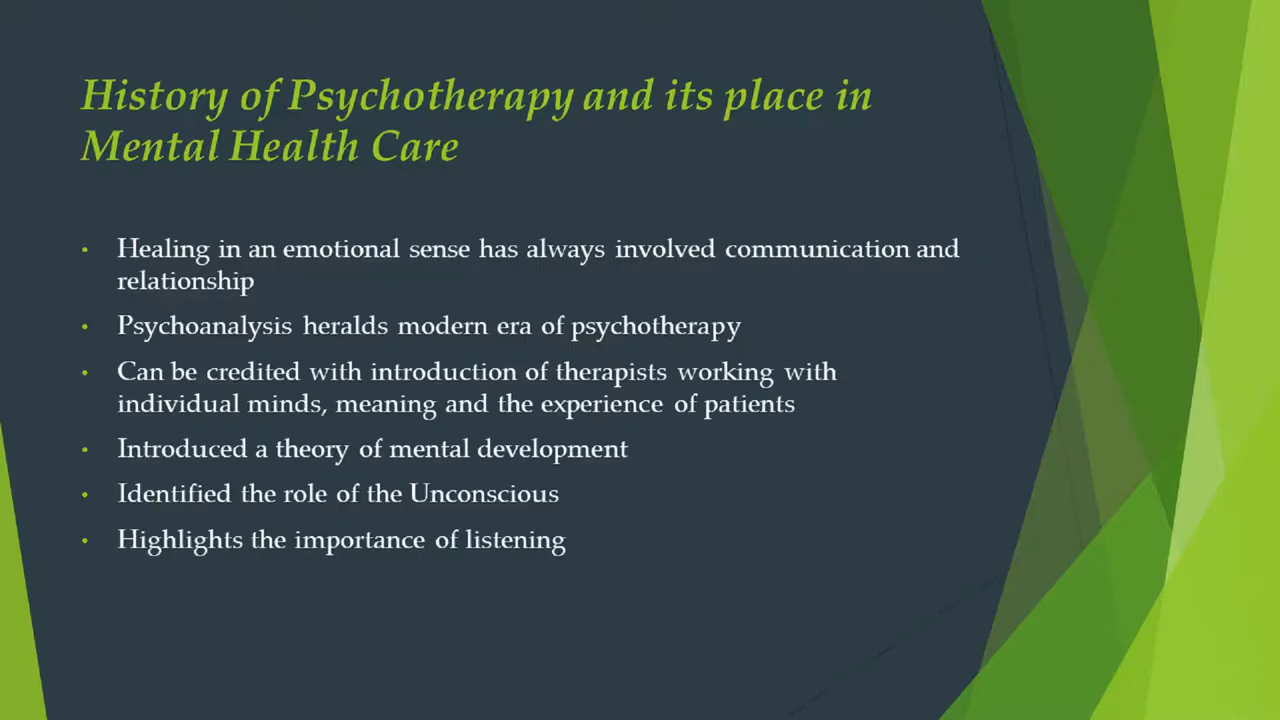 History of Psychotherapy and its place in
Mental Health Care
• Healing in an emotional sense has always involved communication and
relationship
• Psychoanalysis heralds modern era of psychotherapy
• Can be credited with introduction of therapists working with
individual minds, meaning and the experience of patients
• Introduced a theory of mental development
• Identified the role of the Unconscious
• Highlights the importance of listening